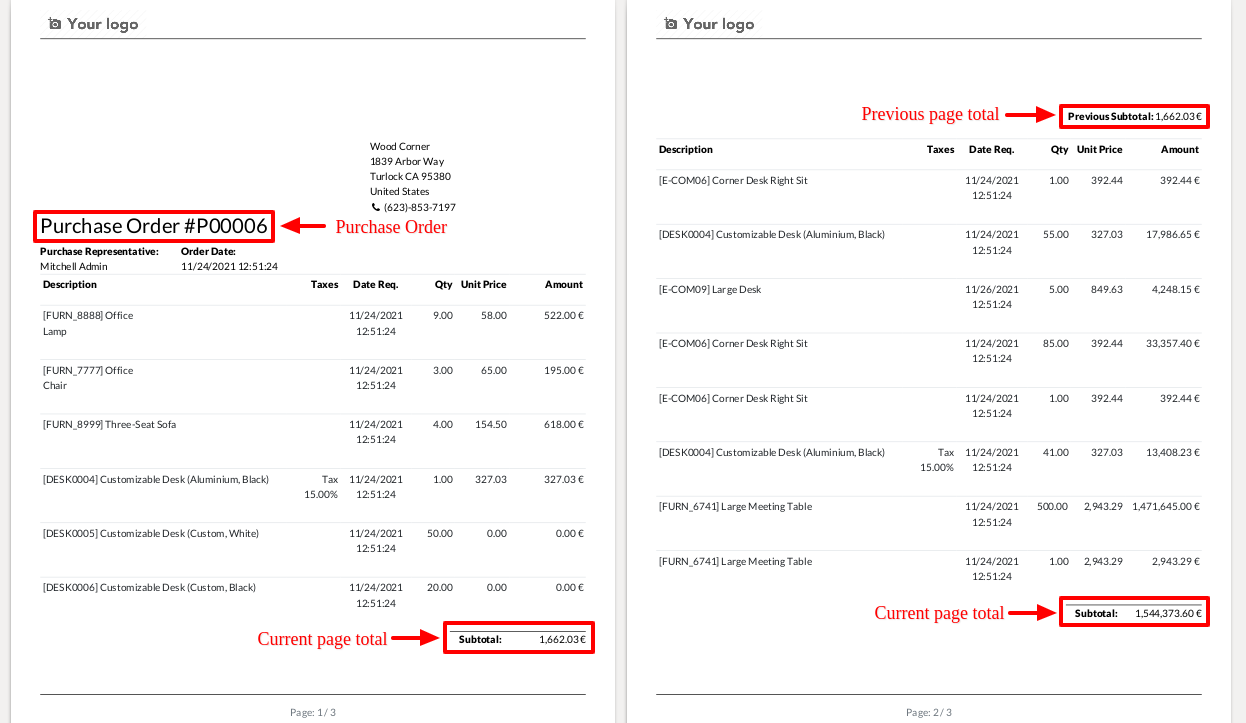 Your logo
Wood Corner
1839 Arbor Way
Turlock CA 95380
United States
(623)-853-7197
Purchase Order #P00006
Purchase Order
Purchase Representative: Order Date:
Mitchell Admin 11/24/2021 12:51:24
Description Taxes Date Req. Qty Unit Price Amount
[FURN_8888] Office 11/24/2021 9.00 58.00 522.00 €
Lamp 12:51:24
[FURN_7777] Office 11/24/2021 3.00 65.00 195.00 €
Chair 12:51:24
[FURN_8999] Three-Seat Sofa 11/24/2021 4.00 154.50 618.00 €
12:51:24
[DESK0004] Customizable Desk (Aluminium, Black) Tax 11/24/2021 1.00 327.03 327.03 €
15.00% 12:51:24
[DESK0005] Customizable Desk (Custom, White) 11/24/2021 50.00 0.00 0.00 €
12:51:24
[DESK0006] Customizable Desk (Custom, Black) 11/24/2021 20.00 0.00 0.00 €
12:51:24
Current page total
Subtotal: 1,662.03 €
Page: 1 / 3
Your logo
Previous page total
Previous Subtotal: 1,662.03 €
Description Taxes Date Req. Qty Unit Price Amount
[E-COM06] Corner Desk Right Sit 11/24/2021 1.00 392.44 392.44 €
12:51:24
[DESK0004] Customizable Desk (Aluminium, Black) 11/24/2021 55.00 327.03 17,986.65 €
12:51:24
[E-COM09] Large Desk 11/26/2021 5.00 849.63 4,248.15 €
12:51:24
[E-COM06] Corner Desk Right Sit 11/24/2021 85.00 392.44 33,357.40 €
12:51:24
[E-COM06] Corner Desk Right Sit 11/24/2021 1.00 392.44 392.44 €
12:51:24
[DESK0004] Customizable Desk (Aluminium, Black) Tax 11/24/2021 41.00 327.03 13,408.23 €
15.00% 12:51:24
[FURN_6741] Large Meeting Table 11/24/2021 500.00 2,943.29 1,471,645.00 €
12:51:24
[FURN_6741] Large Meeting Table 11/24/2021 1.00 2,943.29 2,943.29 €
12:51:24
Current page total
Subtotal: 1,544,373.60 €
Page: 2 / 3